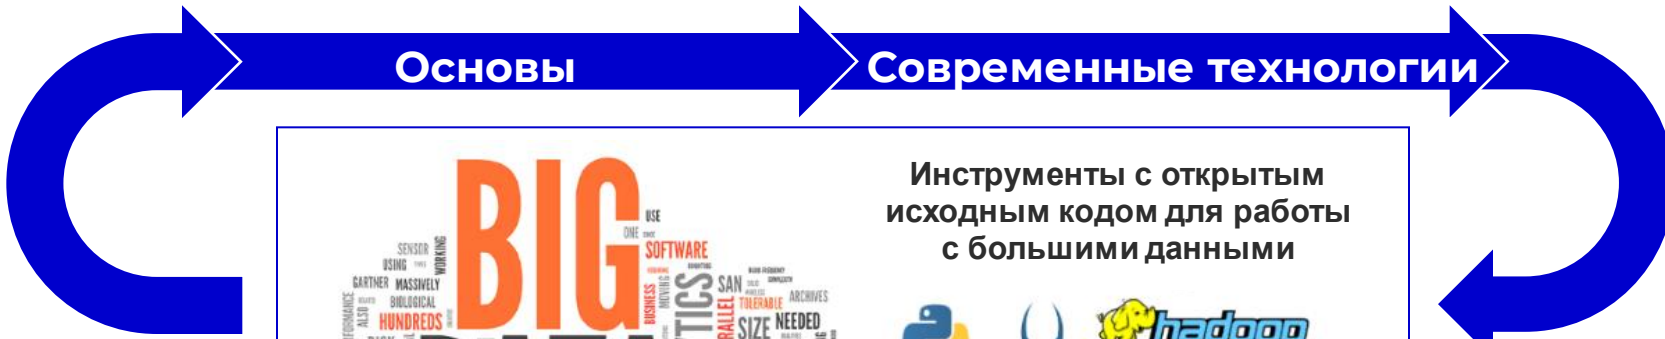 Основы
Современные технологии
Инструменты с открытым
исходным кодом для работы
с большими данными
BIG
USE
ONE
SOFTWARE
SENSOR
USING
WORKING
GARTNER MASSIVELY
BIOLOGICAL
ALSO
HUNDREDS
BUSINESS
MOVING
SAN
TOLERABLE
ARCHIVES
SIZE
NEEDED
hadoop